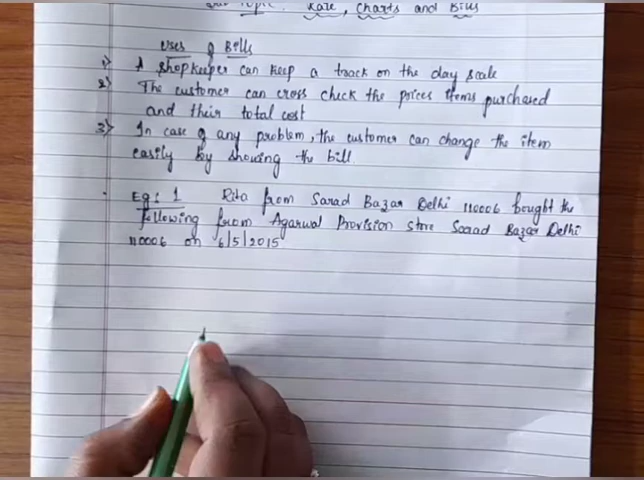 Sub Topic: Rate, Charts and Bills
Uses of Bills
1) A shopkeeper can keep a track on the day scale
2) The customer can cross check the prices items purchased
and their total cost
3) In case of any problem, the customer can change the item
easily by showing the bill.
Eg: 1 Rita from Sarad Bazar Delhi 110006 bought the
following from Agarwal Provision store Sarad Bazar Delhi
110006 on 6/5/2015